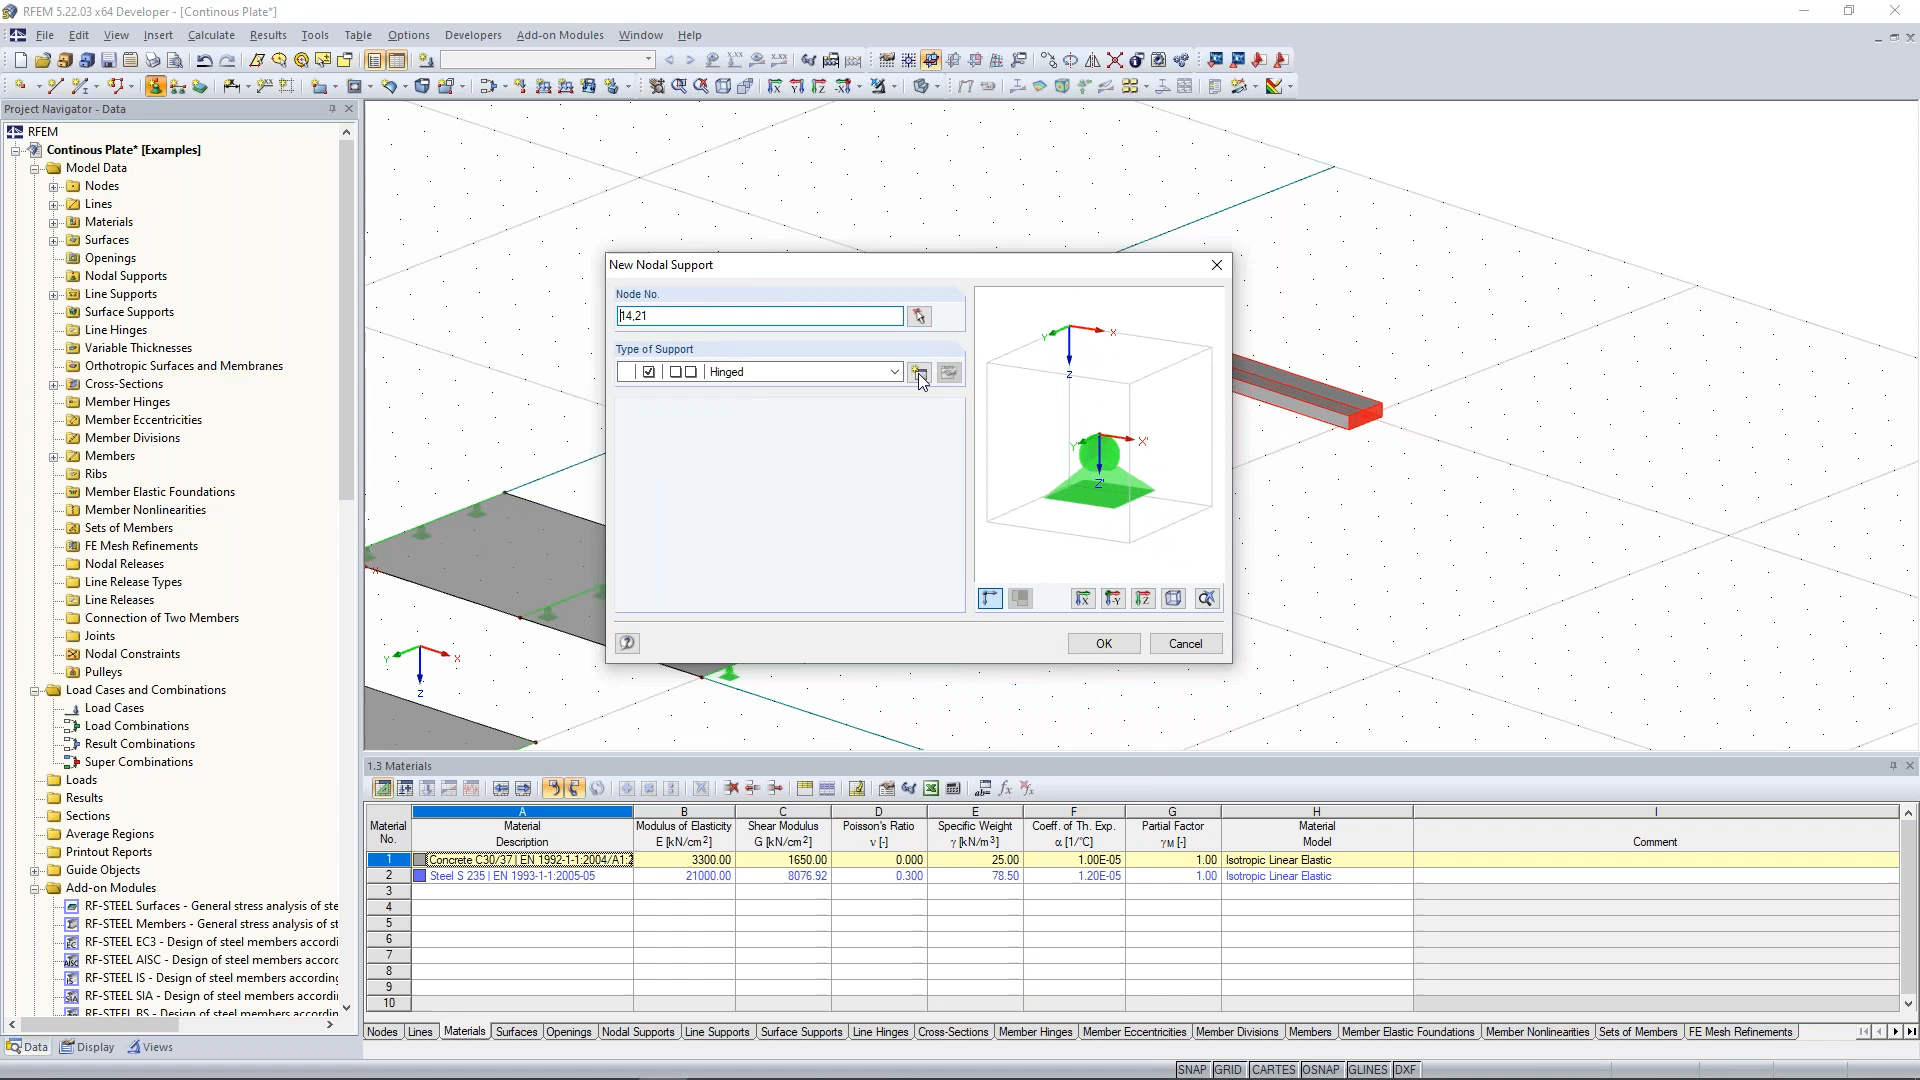 RFEM 5.22.03 x64 Developer - [Continous Plate*]
File Edit View Insert Calculate Results Tools Table Options Developers Add-on Modules Window Help
Project Navigator - Data
RFEM
Continous Plate* [Examples]
Model Data
Nodes
Lines
Materials
Surfaces
Openings
Nodal Supports
Line Supports
Surface Supports
Line Hinges
Variable Thicknesses
Orthotropic Surfaces and Membranes
Cross-Sections
Member Hinges
Member Eccentricities
Member Divisions
Members
Ribs
Member Elastic Foundations
Member Nonlinearities
Sets of Members
FE Mesh Refinements
Nodal Releases
Line Release Types
Line Releases
Connection of Two Members
Joints
Nodal Constraints
Pulleys
Load Cases and Combinations
Load Cases
Load Combinations
Result Combinations
Super Combinations
Loads
Results
Sections
Average Regions
Printout Reports
Guide Objects
Add-on Modules
RF-STEEL Surfaces - General stress analysis of ste
RF-STEEL Members - General stress analysis of st
RF-STEEL EC3 - Design of steel members accordi
RF-STEEL AISC - Design of steel members accorc
RF-STEEL IS - Design of steel members according
RF-STEEL SIA - Design of steel members accordi
RF-STEEL BS - Design of steel members according
Data Display Views
New Nodal Support
Node No.
14,21
Type of Support
Hinged
X
Y
Z
X'
Y'
Z'
OK Cancel
X
Y
Z
1.3 Materials
A B C D E F G H I
Material Material Modulus of Elasticity Shear Modulus Poisson's Ratio Specific Weight Coeff. of Th. Exp. Partial Factor Material
No. Description E [kN/cm2] G [kN/cm2] ν [-] γ [kN/m3] α [1/°C] γM [-] Model Comment
1 Concrete C30/37 | EN 1992-1-1:2004/A1:2 3300.00 1650.00 0.000 25.00 1.00E-05 1.00 Isotropic Linear Elastic
2 Steel S 235 | EN 1993-1-1:2005-05 21000.00 8076.92 0.300 78.50 1.20E-05 1.00 Isotropic Linear Elastic
3
4
5
6
7
8
9
10
Nodes Lines Materials Surfaces Openings Nodal Supports Line Supports Surface Supports Line Hinges Cross-Sections Member Hinges Member Eccentricities Member Divisions Members Member Elastic Foundations Member Nonlinearities Sets of Members FE Mesh Refinements
SNAP GRID CARTES OSNAP GLINES DXF